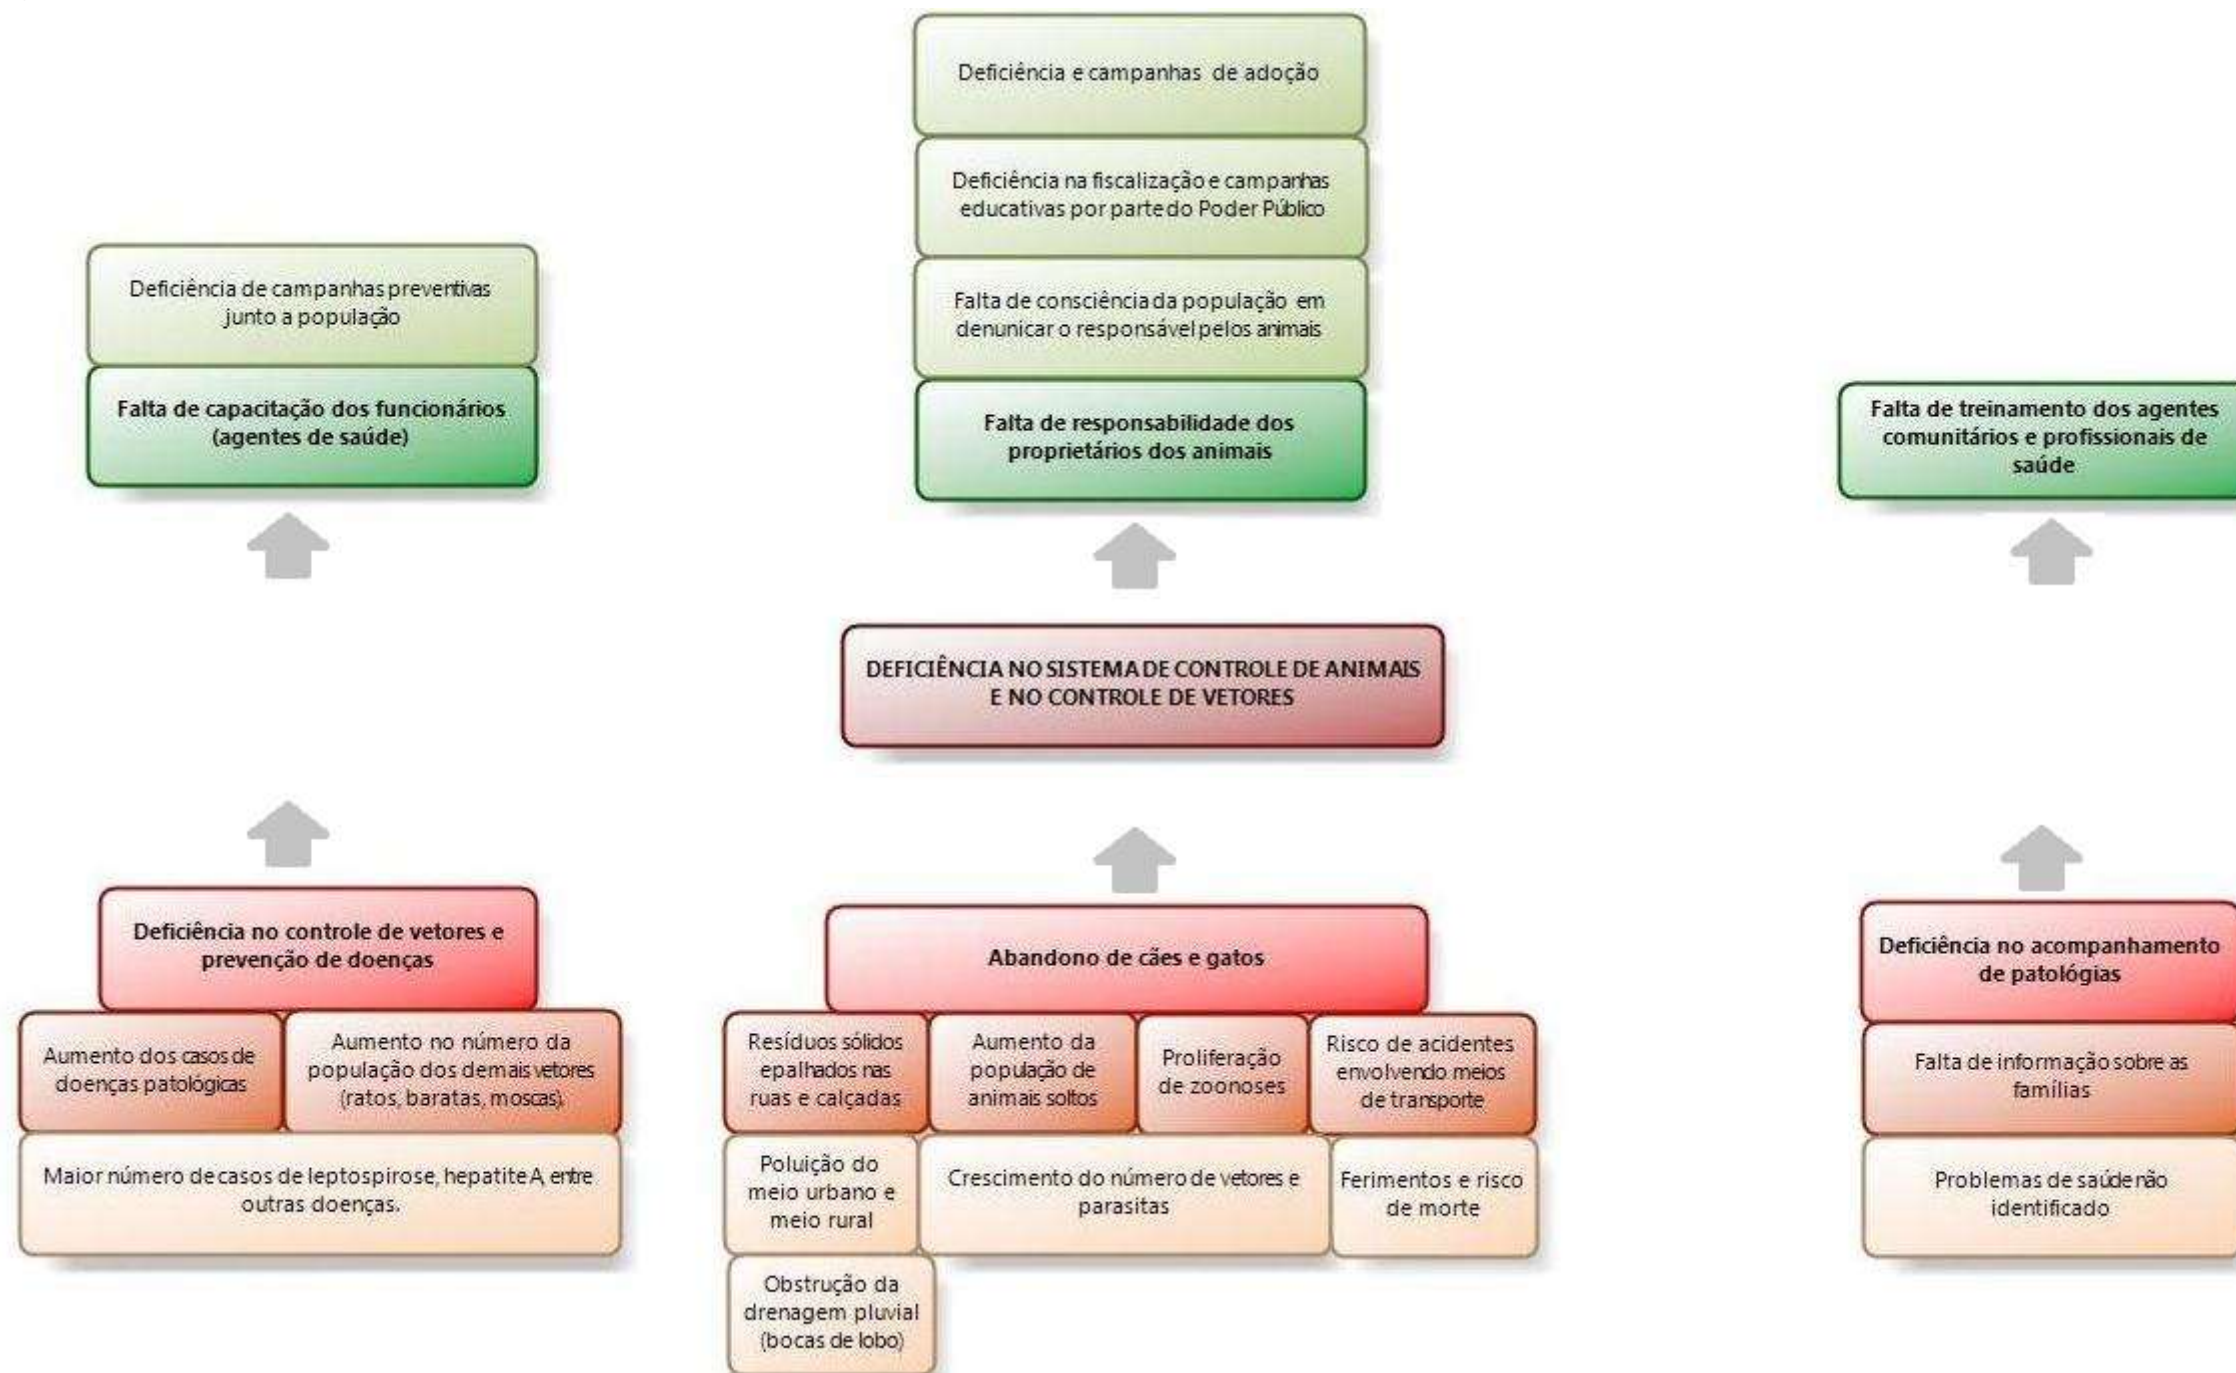 Deficiência e campanhas de adoção
Deficiência na fiscalização e campanhas
educativas por parte do Poder Público
Falta de consciência da população em
denunicar o responsável pelos animais
Falta de responsabilidade dos
proprietários dos animais
Deficiência de campanhas preventivas
junto a população
Falta de capacitação dos funcionários
(agentes de saúde)
Falta de treinamento dos agentes
comunitários e profissionais de
saúde
DEFICIÊNCIA NO SISTEMA DE CONTROLE DE ANIMAIS
E NO CONTROLE DE VETORES
Deficiência no controle de vetores e
prevenção de doenças
Aumento dos casos de
doenças patológicas
Aumento no número da
população dos demais vetores
(ratos, baratas, moscas).
Maior número de casos de leptospirose, hepatite A, entre
outras doenças.
Abandono de cães e gatos
Resíduos sólidos
epalhados nas
ruas e calçadas
Aumento da
população de
animais soltos
Proliferação
de zoonoses
Risco de acidentes
envolvendo meios
de transporte
Poluição do
meio urbano e
meio rural
Crescimento do número de vetores e
parasitas
Ferimentos e risco
de morte
Obstrução da
drenagem pluvial
(bocas de lobo)
Deficiência no acompanhamento
de patológias
Falta de informação sobre as
famílias
Problemas de saúde não
identificado